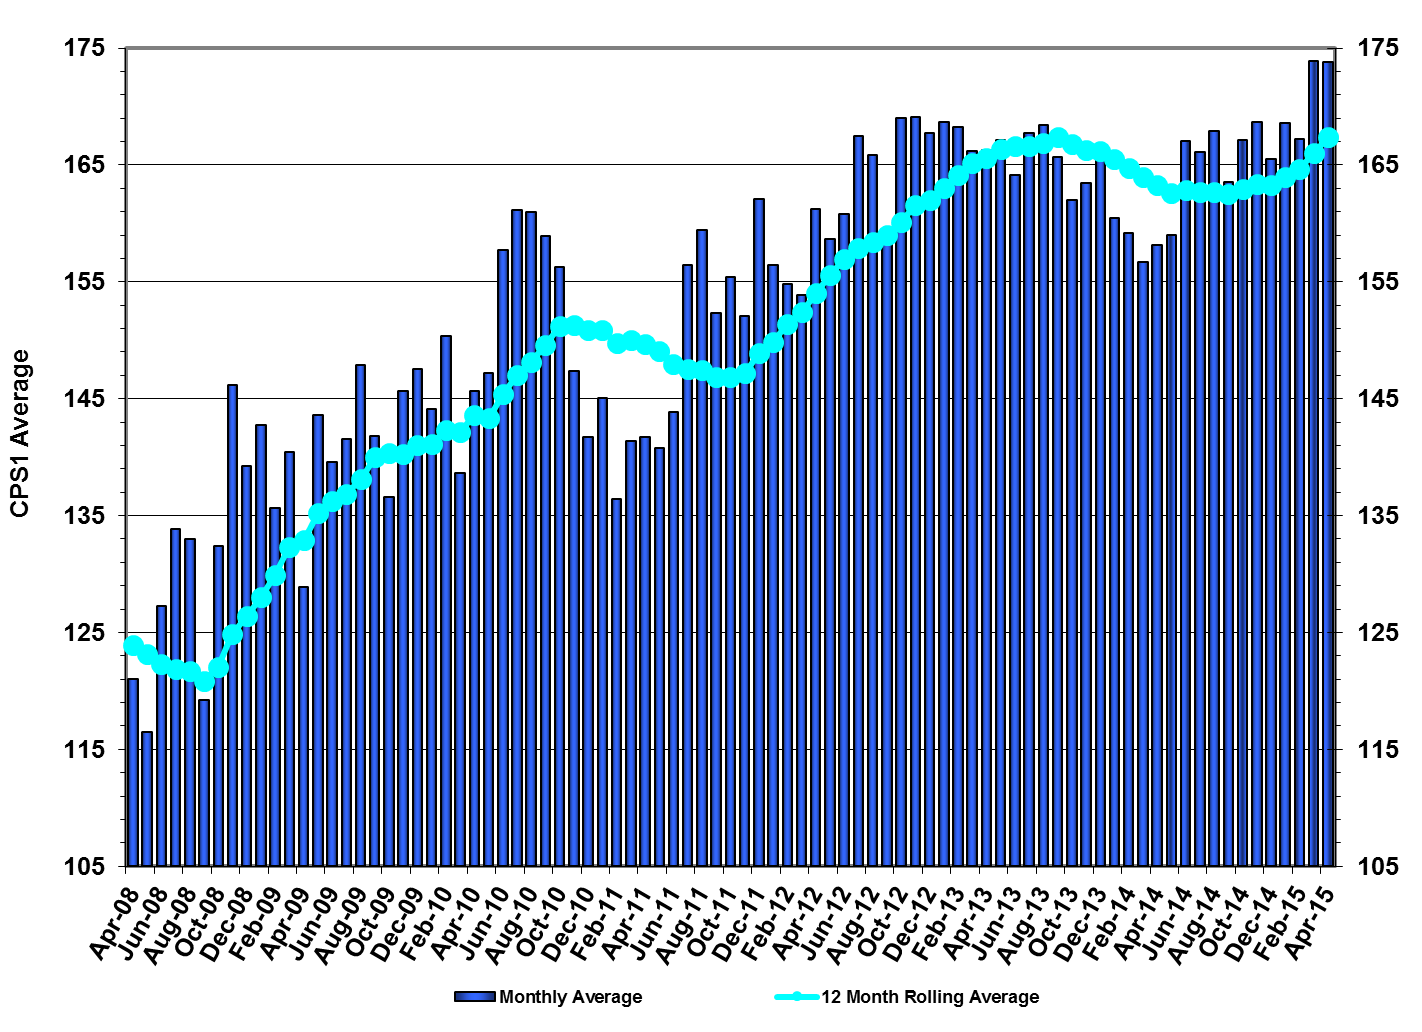 175
165
155
145
135
125
115
105
175
165
155
145
135
125
115
105
CPS1 Average
Apr-08
Jun-08
Aug-08
Oct-08
Dec-08
Feb-09
Apr-09
Jun-09
Aug-09
Oct-09
Dec-09
Feb-10
Apr-10
Jun-10
Aug-10
Oct-10
Dec-10
Feb-11
Apr-11
Jun-11
Aug-11
Oct-11
Dec-11
Feb-12
Apr-12
Jun-12
Aug-12
Oct-12
Dec-12
Feb-13
Apr-13
Jun-13
Aug-13
Oct-13
Dec-13
Feb-14
Apr-14
Jun-14
Aug-14
Oct-14
Dec-14
Feb-15
Apr-15
Monthly Average
12 Month Rolling Average